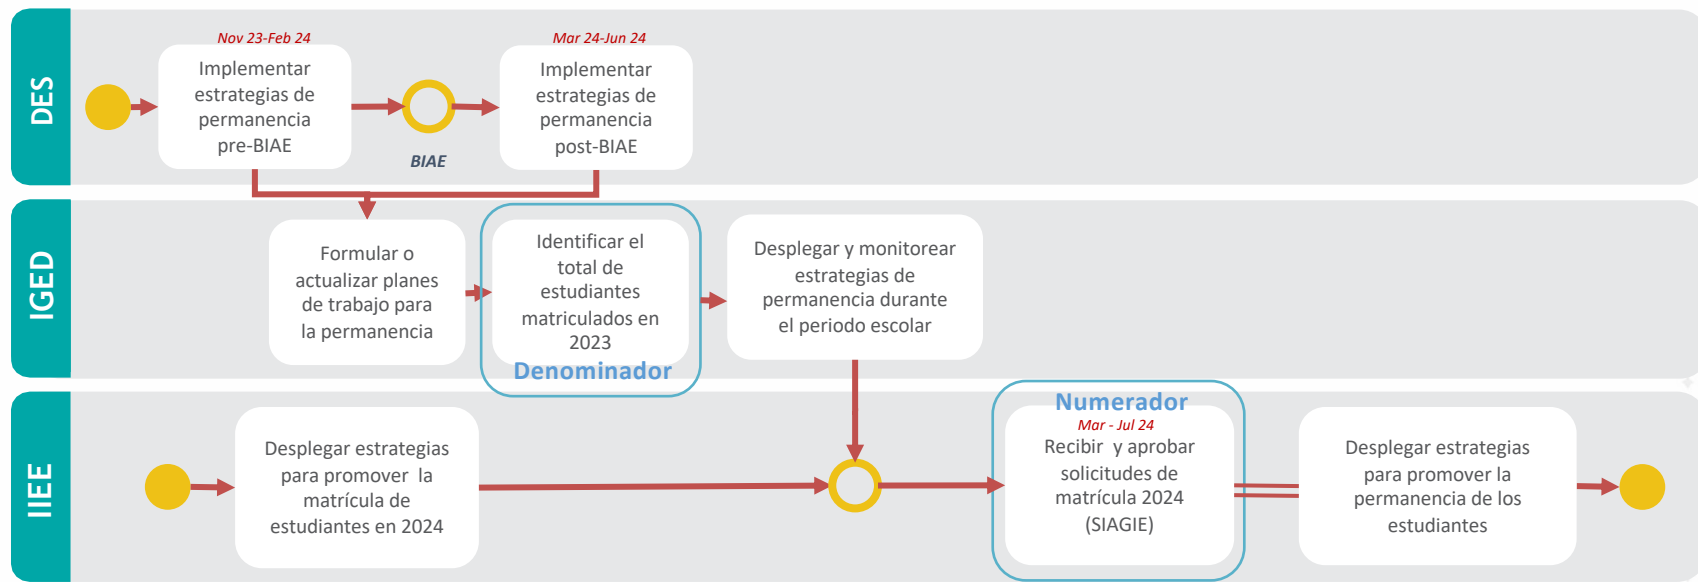 DES
Nov 23-Feb 24
Implementar
estrategias de
permanencia
pre-BIAE
BIAE
Mar 24-Jun 24
Implementar
estrategias de
permanencia
post-BIAE
IGED
Formular o
actualizar planes
de trabajo para
la permanencia
Identificar el
total de
estudiantes
matriculados en
2023
Denominador
Desplegar y monitorear
estrategias de
permanencia durante
el periodo escolar
IIEE
Desplegar estrategias
para promover la
matrícula de
estudiantes en 2024
Numerador
Mar - Jul 24
Recibir y aprobar
solicitudes de
matrícula 2024
(SIAGIE)
Desplegar estrategias
para promover la
permanencia de los
estudiantes